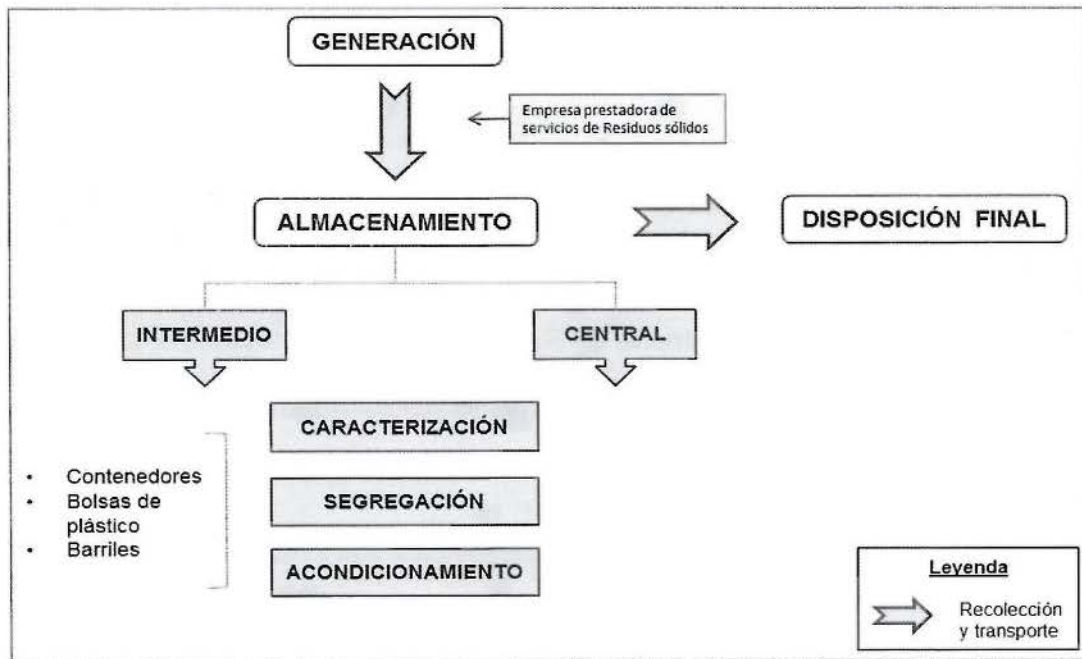 GENERACIÓN
Empresa prestadora de
servicios de Residuos sólidos
ALMACENAMIENTO
DISPOSICIÓN FINAL
INTERMEDIO
CENTRAL
CARACTERIZACIÓN
SEGREGACIÓN
ACONDICIONAMIENTO
• Contenedores
• Bolsas de
plástico
• Barriles
Leyenda
Recolección
y transporte